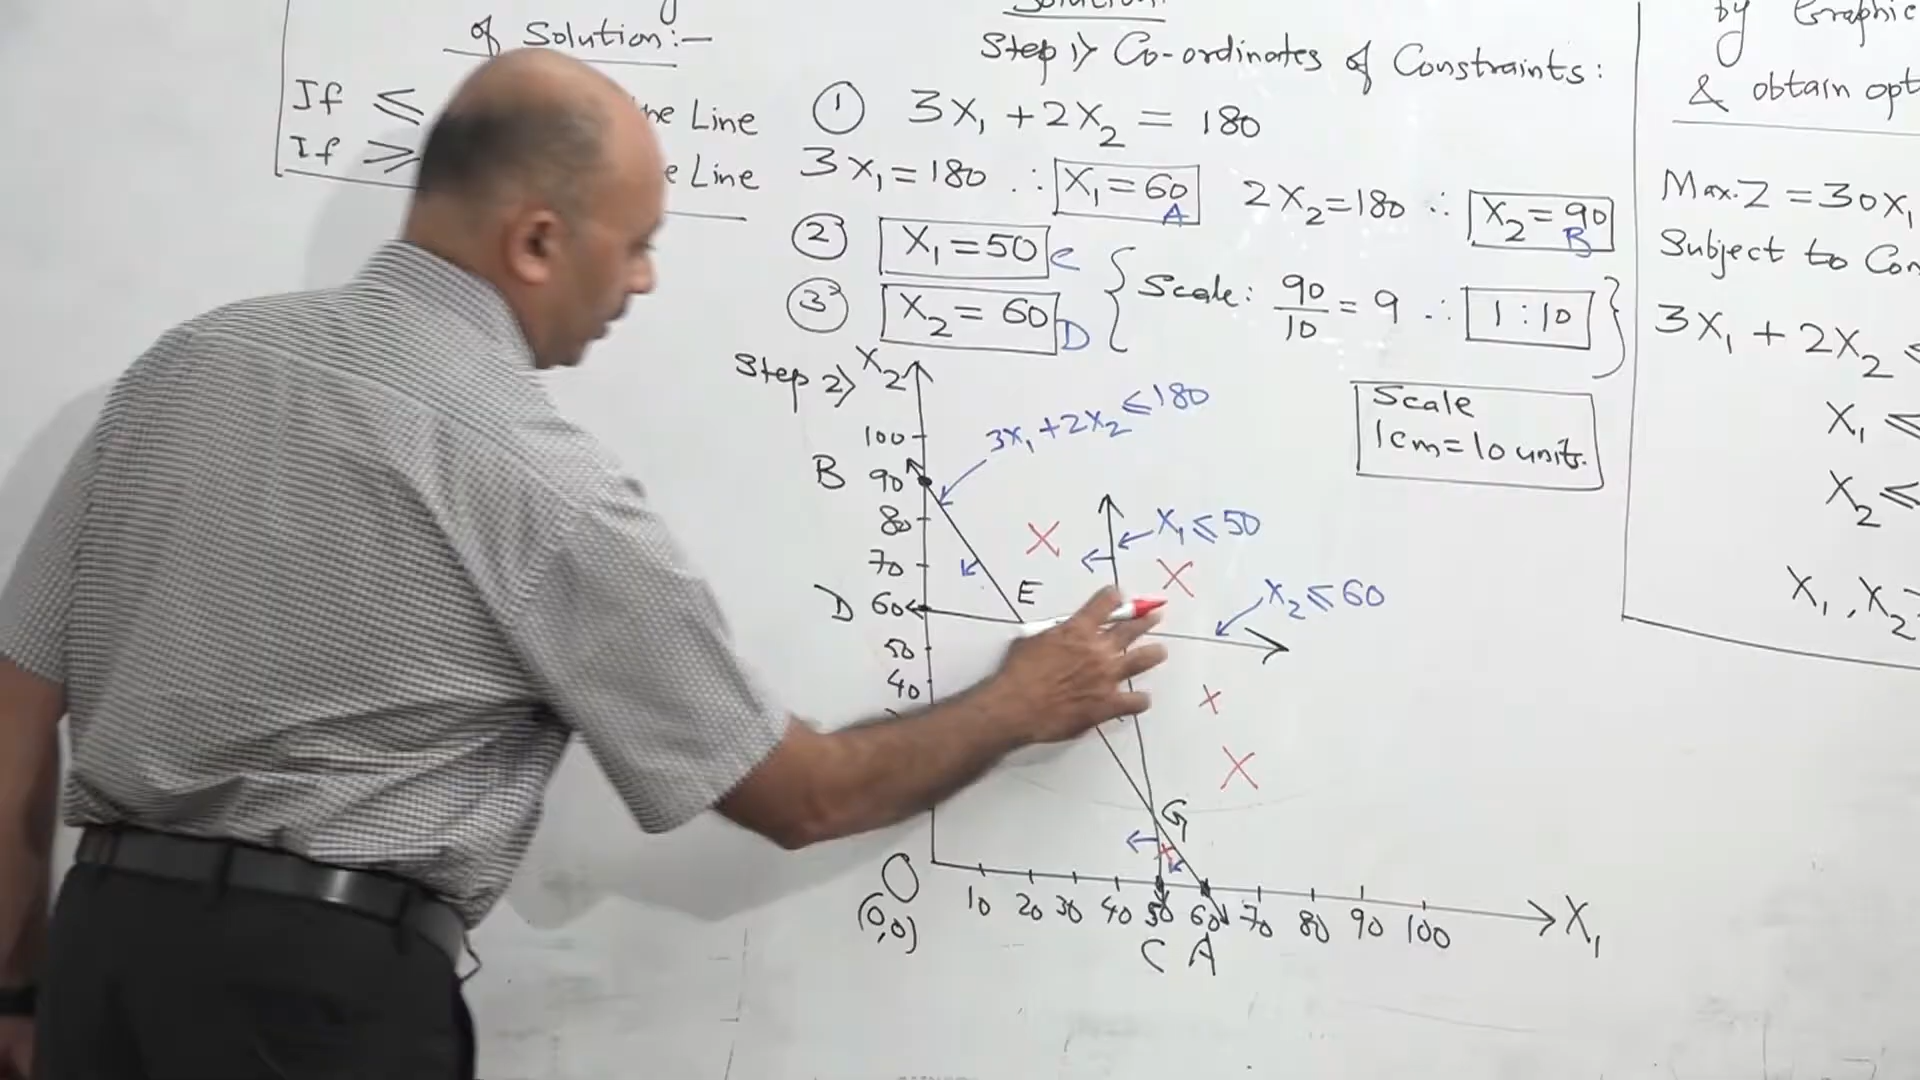 of Solution:-
If ≤ he Line
If ≥ e Line
Solution:
Step 1) Co-ordinates of Constraints:
① 3X₁ + 2X₂ = 180
3X₁ = 180 ∴ X₁ = 60 A 2X₂ = 180 ∴ X₂ = 90 B
② X₁ = 50 C
③ X₂ = 60 D
{ Scale: 90/10 = 9 ∴ 1:10 }
Step 2)
Scale
1cm = 10 units.
X₂
100
B 90
80
70
D 60
50
40
3X₁ + 2X₂ ≤ 180
X₁ ≤ 50
X₂ ≤ 60
E
X
X
X
X
G
X
O
(0,0)
10 20 30 40 50 60 70 80 90 100 X₁
C A
by Graphic
& obtain opt
Max. Z = 30X₁
Subject to Con
3X₁ + 2X₂ ≤
X₁ ≤
X₂ ≤
X₁, X₂ ≥